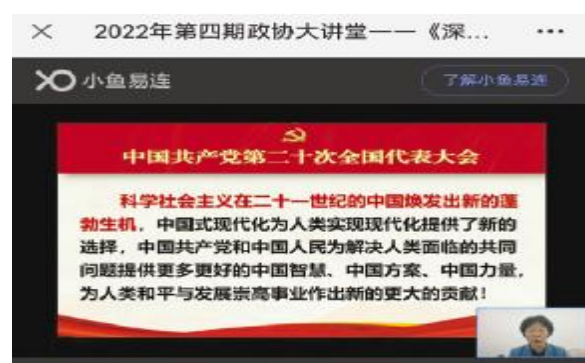 2022年第四期政协大讲堂——《深...
小鱼易连
了解小鱼易连
中国共产党第二十次全国代表大会
科学社会主义在二十一世纪的中国焕发出新的蓬
勃生机，中国式现代化为人类实现现代化提供了新的
选择，中国共产党和中国人民为解决人类面临的共同
问题提供更多更好的中国智慧、中国方案、中国力量，
为人类和平与发展崇高事业作出新的更大的贡献！